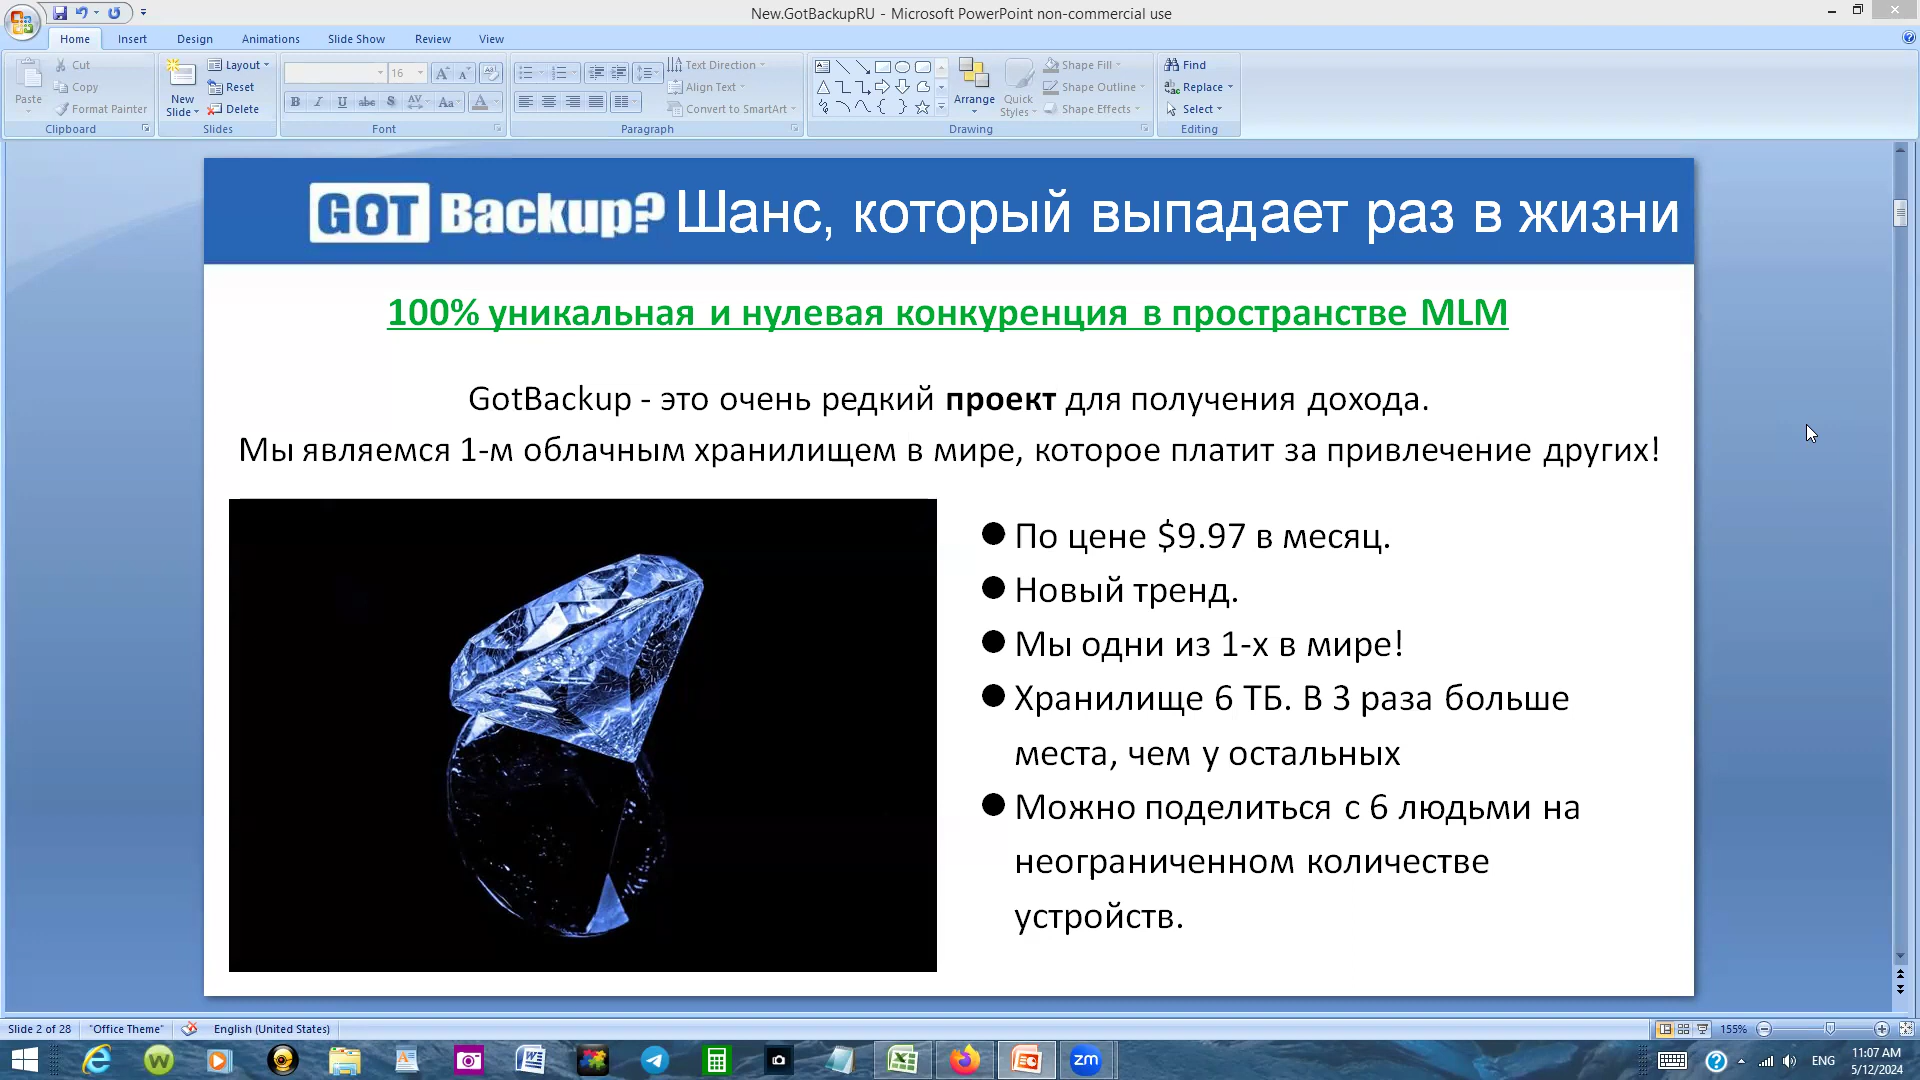 New.GotBackupRU - Microsoft PowerPoint non-commercial use
Home Insert Design Animations Slide Show Review View
Paste
Cut
Copy
Format Painter
Clipboard
New Slide
Layout
Reset
Delete
Slides
16
Font
Text Direction
Align Text
Convert to SmartArt
Paragraph
Arrange
Quick Styles
Shape Fill
Shape Outline
Shape Effects
Drawing
Find
Replace
Select
Editing
GOT Backup? Шанс, который выпадает раз в жизни
100% уникальная и нулевая конкуренция в пространстве MLM
GotBackup - это очень редкий проект для получения дохода.
Мы являемся 1-м облачным хранилищем в мире, которое платит за привлечение других!
● По цене $9.97 в месяц.
● Новый тренд.
● Мы одни из 1-х в мире!
● Хранилище 6 ТБ. В 3 раза больше
места, чем у остальных
● Можно поделиться с 6 людьми на
неограниченном количестве
устройств.
Slide 2 of 28 "Office Theme" English (United States) 155%
zm
ENG
11:07 AM
5/12/2024